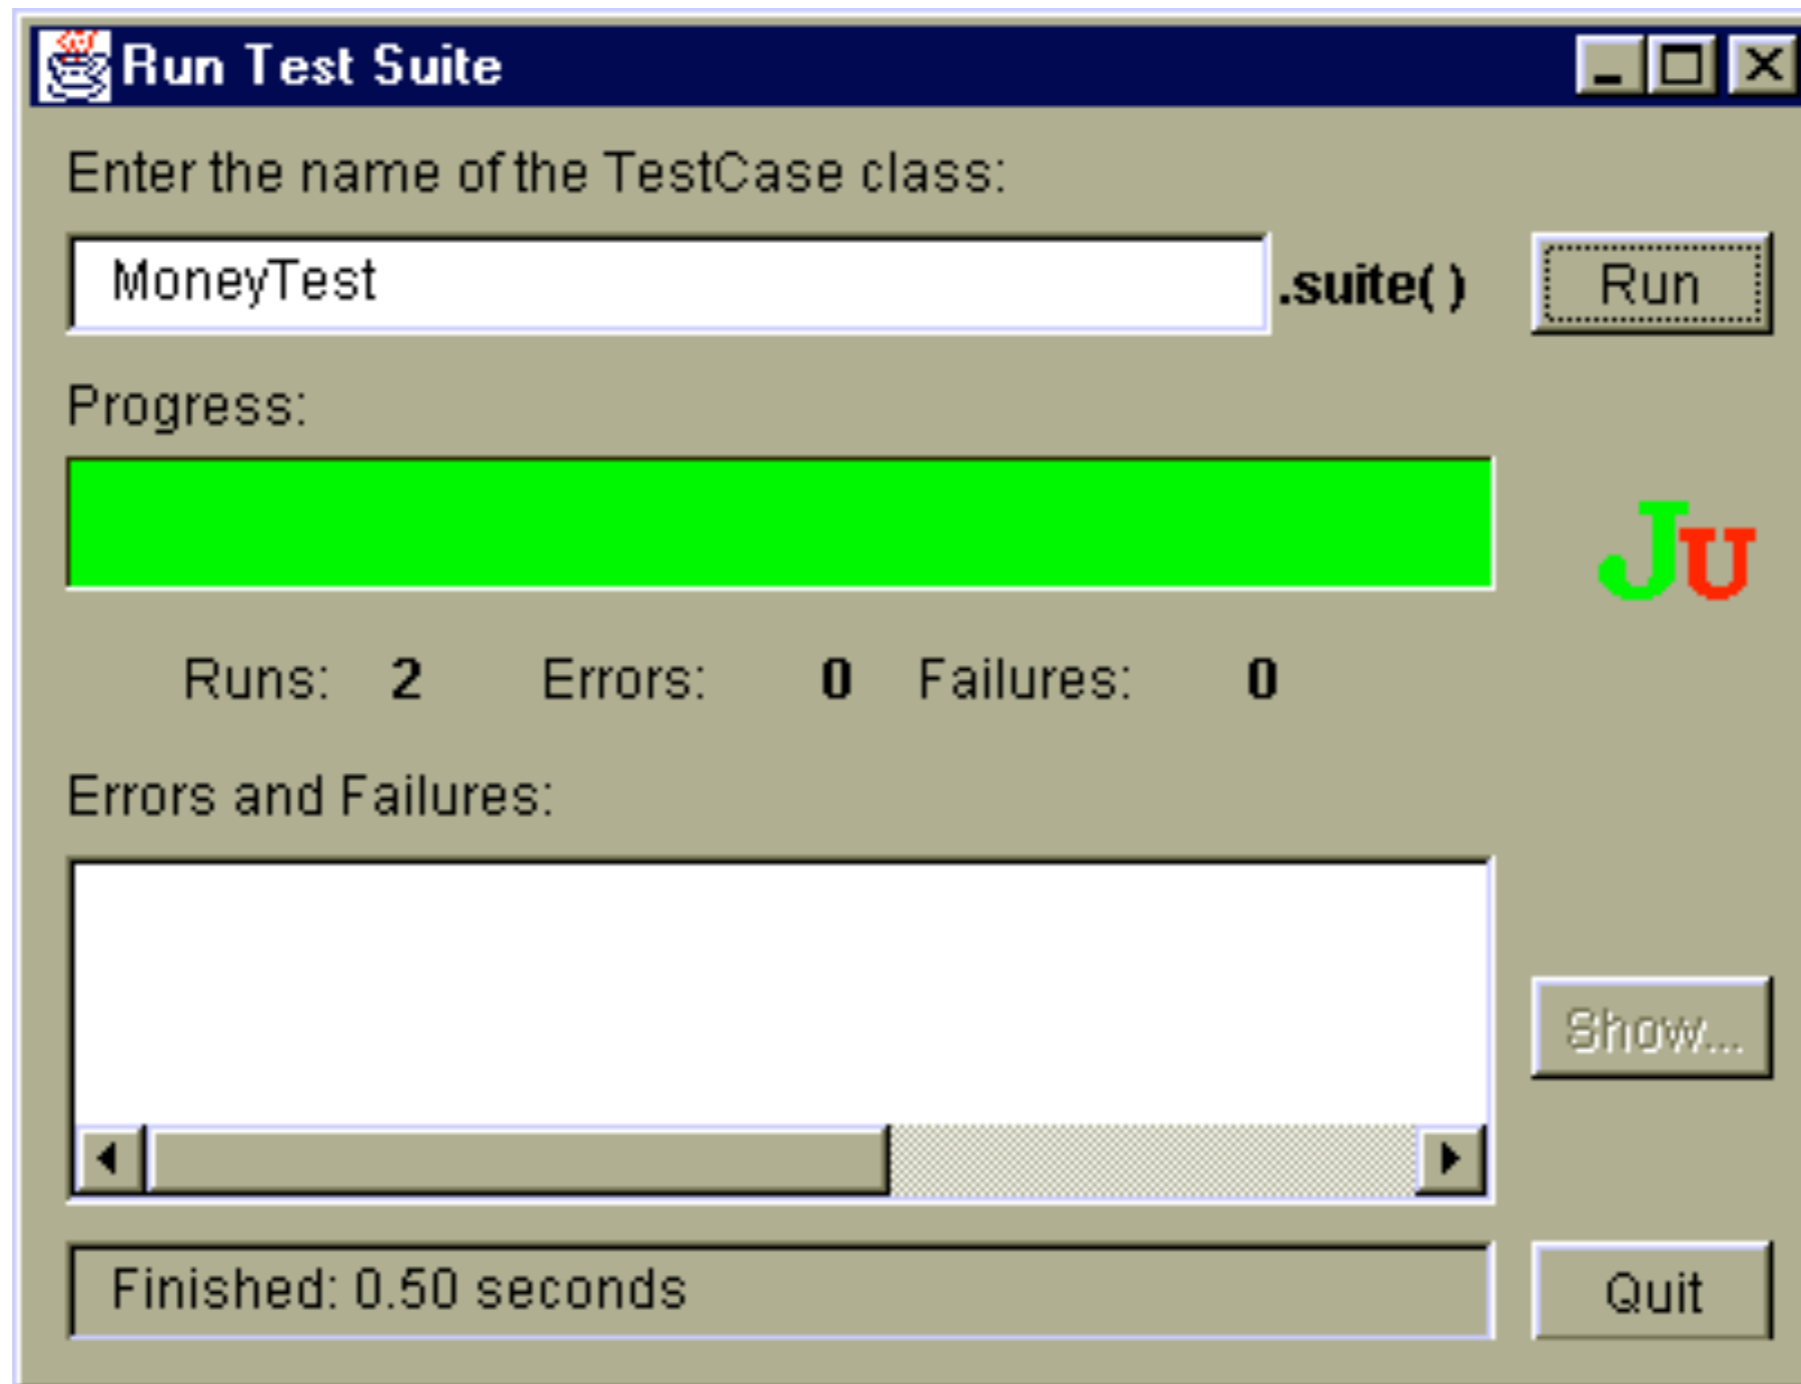 Run Test Suite
Enter the name of the TestCase class:
MoneyTest .suite( ) Run
Progress:
JU
Runs: 2 Errors: 0 Failures: 0
Errors and Failures:
Show...
Finished: 0.50 seconds Quit